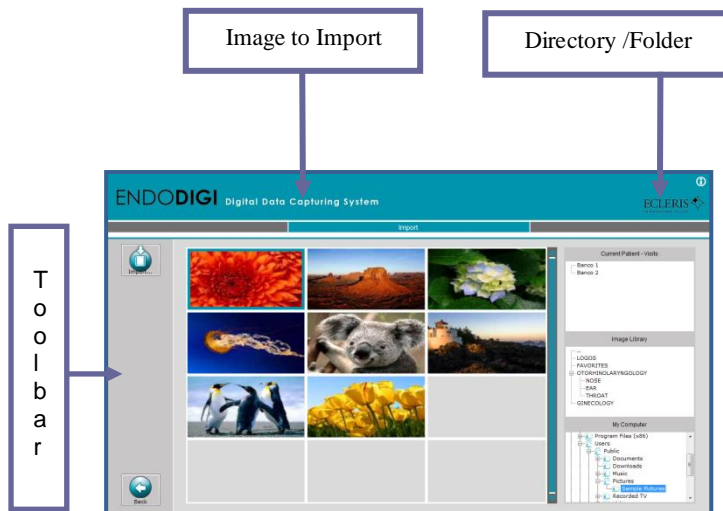 Image to Import
Directory /Folder
Toolbar
ENDODIGI Digital Data Capturing System
ECLERIS
Import
Import...
Back
Current Patient - Visits
Banco 1
Banco 2
Image Library
..
LOGOS
FAVORITES
OTORHINOLARYNGOLOGY
NOSE
EAR
THROAT
GINECOLOGY
My Computer
Program Files (x86)
Users
Public
Documents
Downloads
Music
Pictures
Sample Pictures
Recorded TV